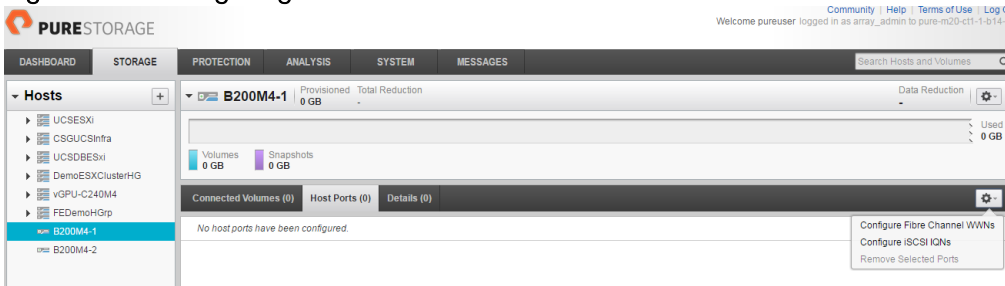 Community | Help | Terms of Use | Log
PURESTORAGE
Welcome pureuser logged in as array_admin to pure-m20-ct1-1-b14-
DASHBOARD STORAGE PROTECTION ANALYSIS SYSTEM MESSAGES Search Hosts and Volumes
Hosts +
B200M4-1 Provisioned Total Reduction Data Reduction
0 GB - -
UCSESXi
CSGUCSInfra
UCSDBESxi
DemoESXClusterHG
vGPU-C240M4
FEDemoHGrp
B200M4-1
B200M4-2
Used
0 GB
Volumes Snapshots
0 GB 0 GB
Connected Volumes (0) Host Ports (0) Details (0)
No host ports have been configured.
Configure Fibre Channel WWNs
Configure iSCSI IQNs
Remove Selected Ports